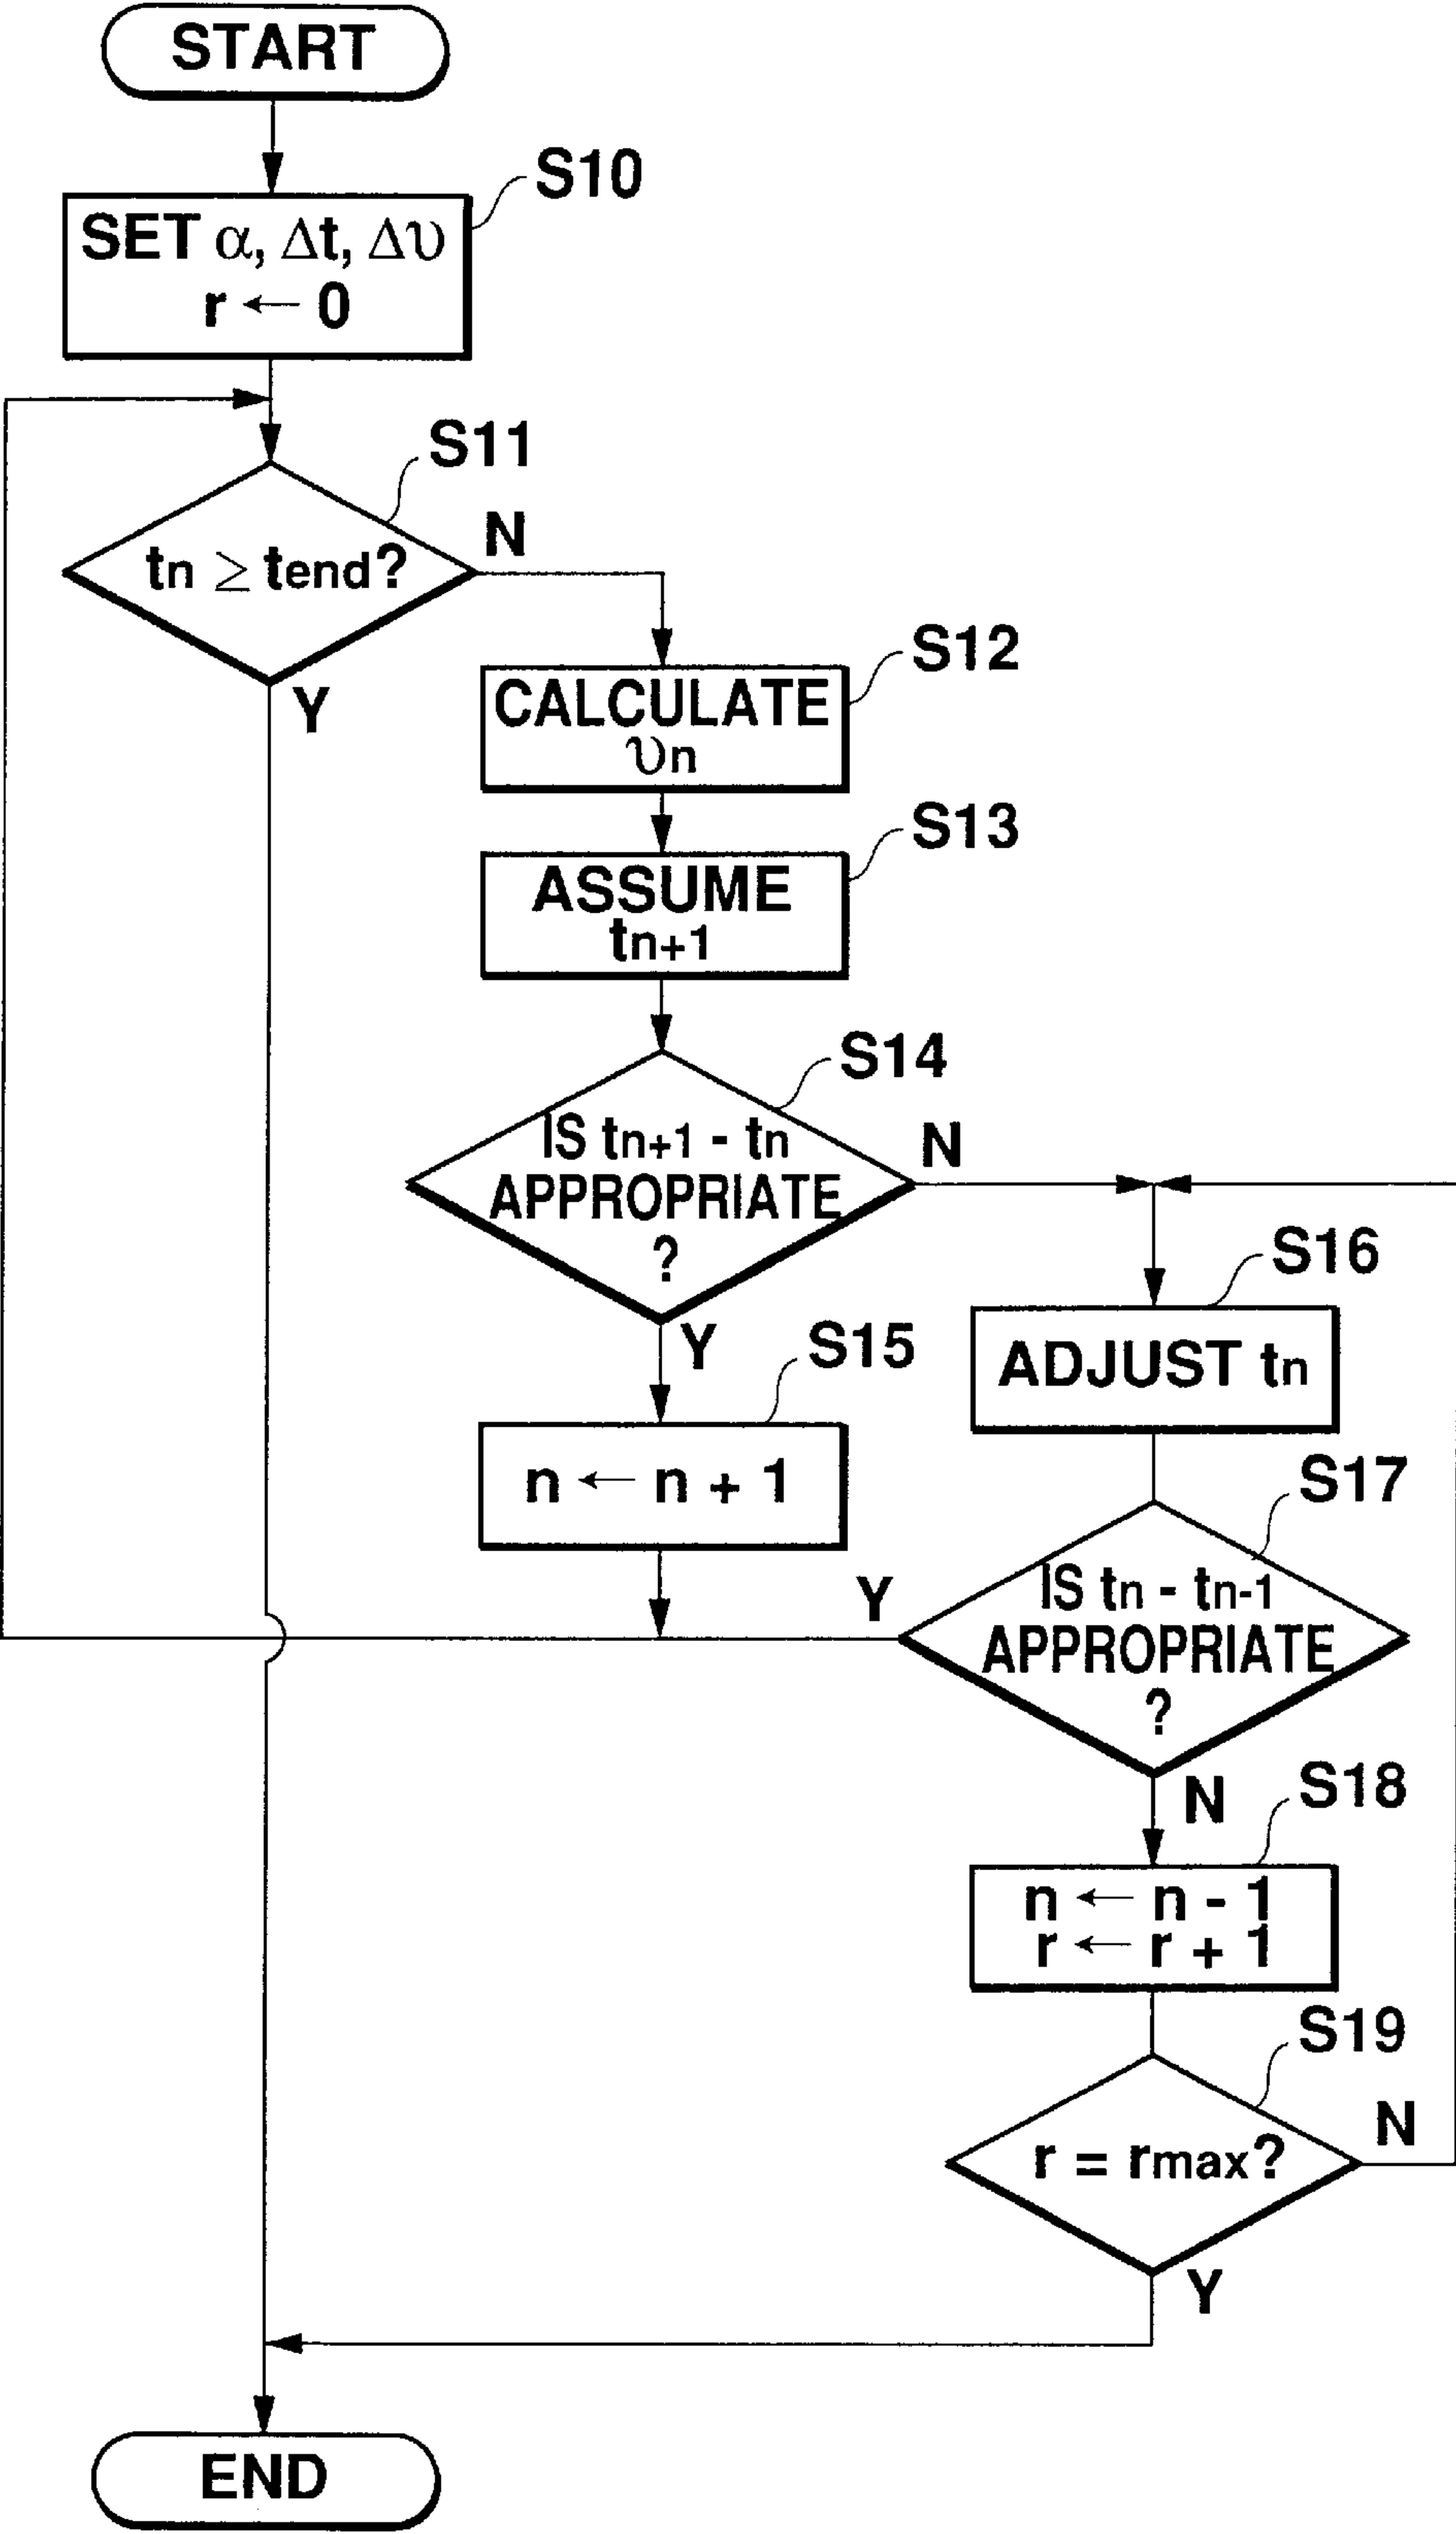 START
S10
SET α, Δt, Δυ
r ← 0
S11
tn ≥ tend?
N
Y
S12
CALCULATE
υn
S13
ASSUME
tn+1
S14
IS tn+1 - tn
APPROPRIATE
?
N
Y
S15
n ← n + 1
S16
ADJUST tn
S17
IS tn - tn-1
APPROPRIATE
?
Y
N
S18
n ← n - 1
r ← r + 1
S19
r = rmax?
N
Y
END